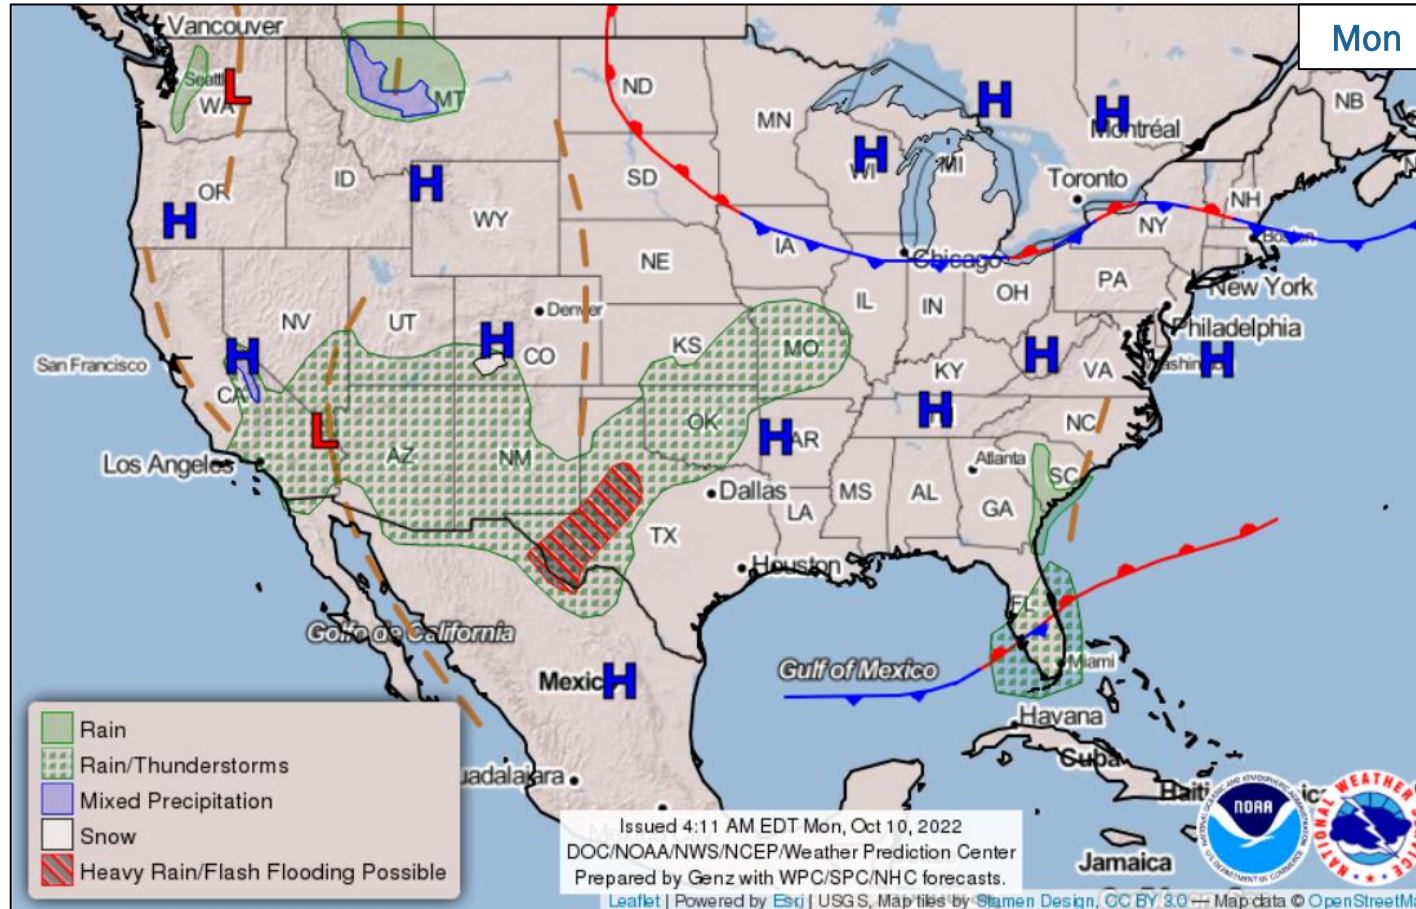 Mon
Vancouver
Seattl
WA
L
MT
ND
MN
NB
H
H
Montréal
H
WI
MI
H
ID
OR
H
WY
SD
Toronto
NH
NY
Boston
IA
Chicago
NE
PA
New York
IL
IN
OH
NV
UT
Denver
H
CO
KS
MO
Philadelphia
San Francisco
H
CA
KY
H
VA
Washin
H
L
AZ
NM
OK
H
AR
H
NC
Los Angeles
Dallas
MS
AL
Atlanta
GA
SC
LA
TX
Houston
FL
Golfo de California
Gulf of Mexico
Miami
Mexic
H
Havana
Cuba
uadalajara
Haiti
Jamaica
Rain
Rain/Thunderstorms
Mixed Precipitation
Snow
Heavy Rain/Flash Flooding Possible
Issued 4:11 AM EDT Mon, Oct 10, 2022
DOC/NOAA/NWS/NCEP/Weather Prediction Center
Prepared by Genz with WPC/SPC/NHC forecasts.
Leaflet | Powered by Esri | USGS, Map tiles by Stamen Design, CC BY 3.0 — Map data © OpenStreetMa
NOAA
NATIONAL WEATHER